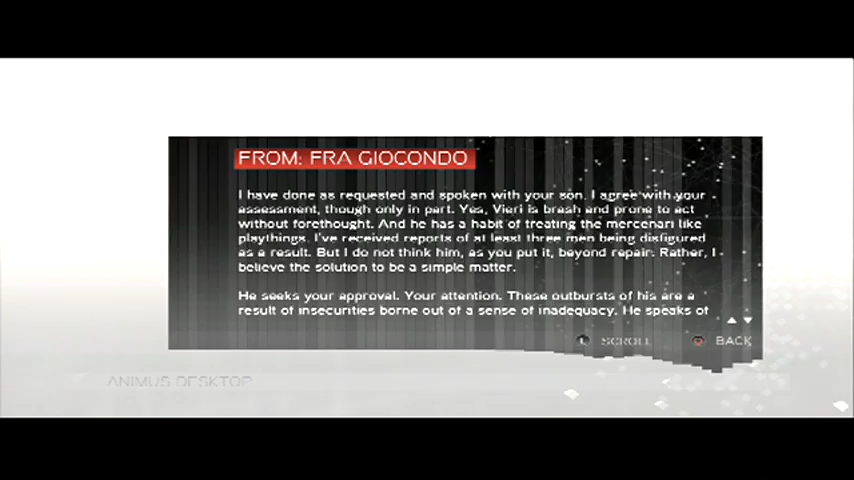 FROM: FRA GIOCONDO
I have done as requested and spoken with your son. I agree with your
assessment, though only in part. Yes, Vieri is brash and prone to act
without forethought. And he has a habit of treating the mercenari like
playthings. I've received reports of at least three men being disfigured
as a result. But I do not think him, as you put it, beyond repair. Rather, I
believe the solution to be a simple matter.
He seeks your approval. Your attention. These outbursts of his are a
result of insecurities borne out of a sense of inadequacy. He speaks of
L SCROLL BACK
ANIMUS DESKTOP